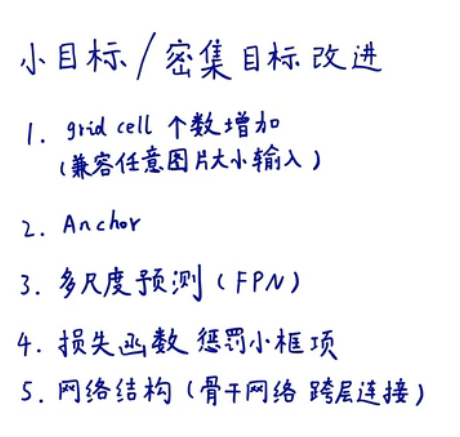 小目标/密集目标改进
1. grid cell 个数增加
(兼容任意图片大小输入)
2. Anchor
3. 多尺度预测(FPN)
4. 损失函数 惩罚小框项
5. 网络结构(骨干网络 跨层连接)